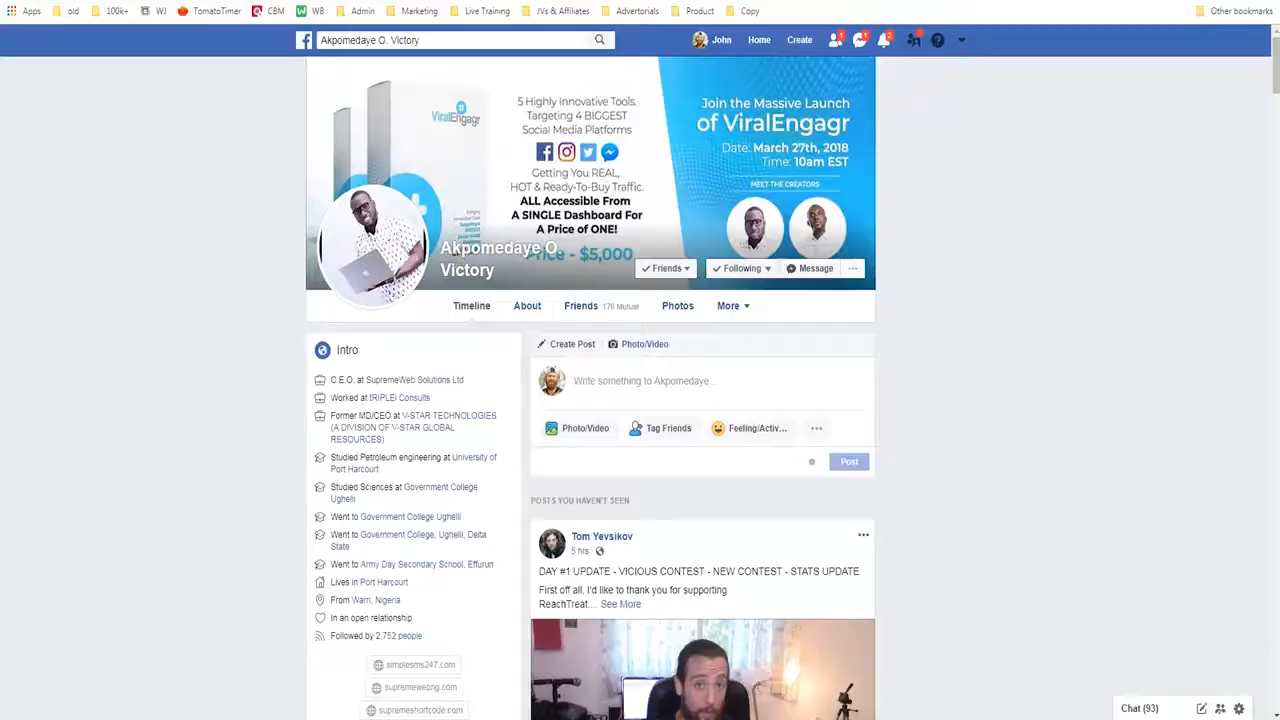 Apps old 100k+ WJ TomatoTimer CBM WB Admin Marketing Live Training JVs & Affiliates Advertorials Product Copy Other bookmarks
Akpomedaye O. Victory
John Home Create 1 1 2
ViralEngagr
5 Highly Innovative Tools.
Targeting 4 BIGGEST
Social Media Platforms
Getting You REAL,
HOT & Ready-To-Buy Traffic.
ALL Accessible From
A SINGLE Dashboard For
A Price of ONE!
Price - $5,000
Join the Massive Launch
of ViralEngagr
Date: March 27th, 2018
Time: 10am EST
MEET THE CREATORS
Akpomedaye O.
Victory
Friends Following Message
Timeline About Friends 176 Mutual Photos More
Intro
C.E.O. at SupremeWeb Solutions Ltd
Worked at tRIPLEi Consults
Former MD/CEO at V-STAR TECHNOLOGIES
(A DIVISION OF V-STAR GLOBAL
RESOURCES)
Studied Petroleum engineering at University of
Port Harcourt
Studied Sciences at Government College
Ughelli
Went to Government College Ughelli
Went to Government College, Ughelli, Delta
State
Went to Army Day Secondary School, Effurun
Lives in Port Harcourt
From Warri, Nigeria
In an open relationship
Followed by 2,752 people
simplesms247.com
supremewebng.com
supremeshortcode.com
Create Post Photo/Video
Write something to Akpomedaye...
Photo/Video Tag Friends Feeling/Activ...
Post
POSTS YOU HAVEN'T SEEN
Tom Yevsikov
5 hrs
DAY #1 UPDATE - VICIOUS CONTEST - NEW CONTEST - STATS UPDATE
First off all, I'd like to thank you for supporting
ReachTreat.... See More
Chat (93)